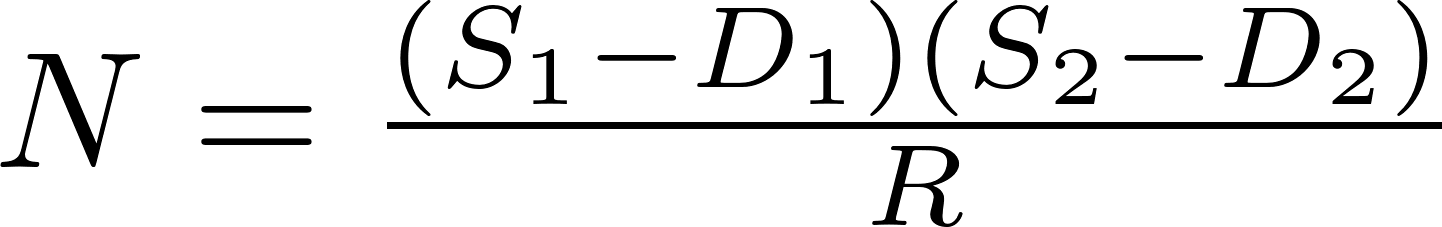 N = (S₁−D₁)(S₂−D₂) / R